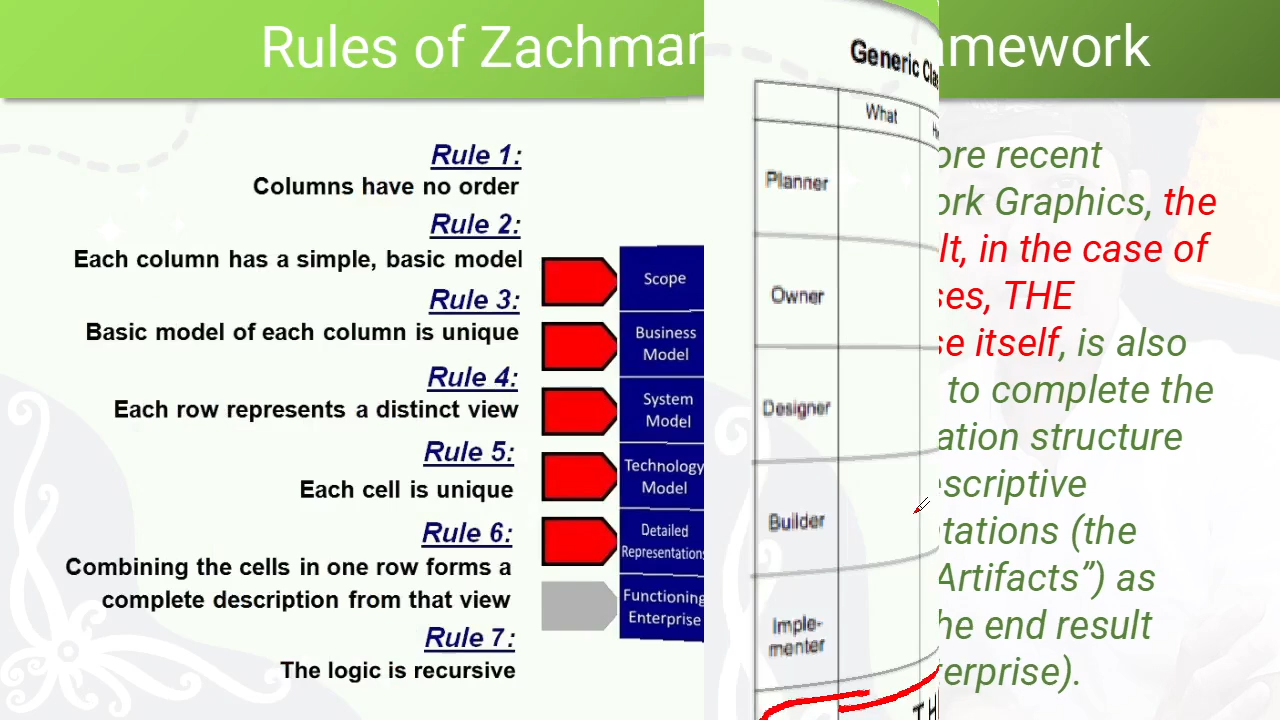 Rules of Zachman
amework
Rule 1:
Columns have no order
Rule 2:
Each column has a simple, basic model
Rule 3:
Basic model of each column is unique
Rule 4:
Each row represents a distinct view
Rule 5:
Each cell is unique
Rule 6:
Combining the cells in one row forms a
complete description from that view
Rule 7:
The logic is recursive
Scope
Business
Model
System
Model
Technology
Model
Detailed
Representations
Functioning
Enterprise
Generic Cla
What
H
Planner
Owner
Designer
Builder
Imple-
menter
TH
ore recent
ork Graphics, the
lt, in the case of
ses, THE
se itself, is also
to complete the
ation structure
escriptive
tations (the
Artifacts”) as
he end result
erprise).